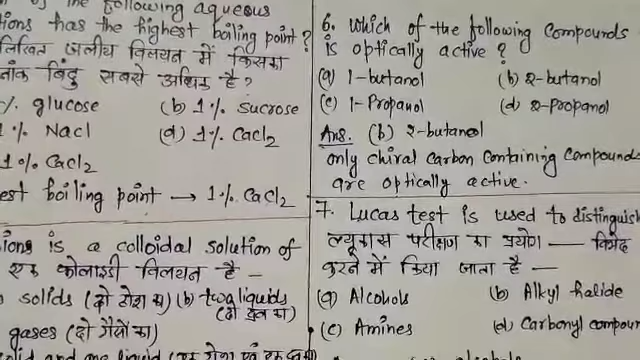 of the following aqueous
tions has the highest boiling point?
लिखित जलीय विलयन में किसका
नांक बिंदु सबसे अधिक है?
% glucose (b) 1% sucrose
1% Nacl (d) 1% CaCl2
1% CaCl2
est boiling point → 1% CaCl2
ions is a colloidal solution of
एक कोलाइडी विलयन है –
solids (दो ठोस का) (b) two liquids
(दो द्रव का)
gases (दो गैसों का)
solid and one liquid
6. Which of the following Compounds
is optically active?
(a) 1-butanol (b) 2-butanol
(c) 1-Propanol (d) 2-Propanol
Ans. (b) 2-butanol
only chiral carbon containing compounds
are optically active.
7. Lucas test is used to distinguish
ल्यूकास परीक्षण का प्रयोग — विभेद
करने में किया जाता है –
(a) Alcohols (b) Alkyl halide
(c) Amines (d) Carbonyl compoun